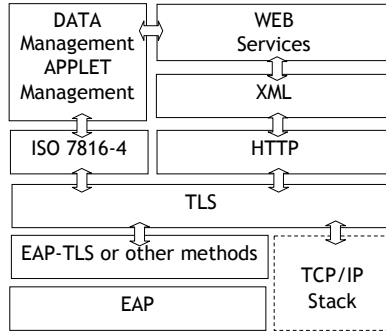 DATA
Management
APPLET
Management
WEB
Services
XML
ISO 7816-4
HTTP
TLS
EAP-TLS or other methods
TCP/IP
Stack
EAP